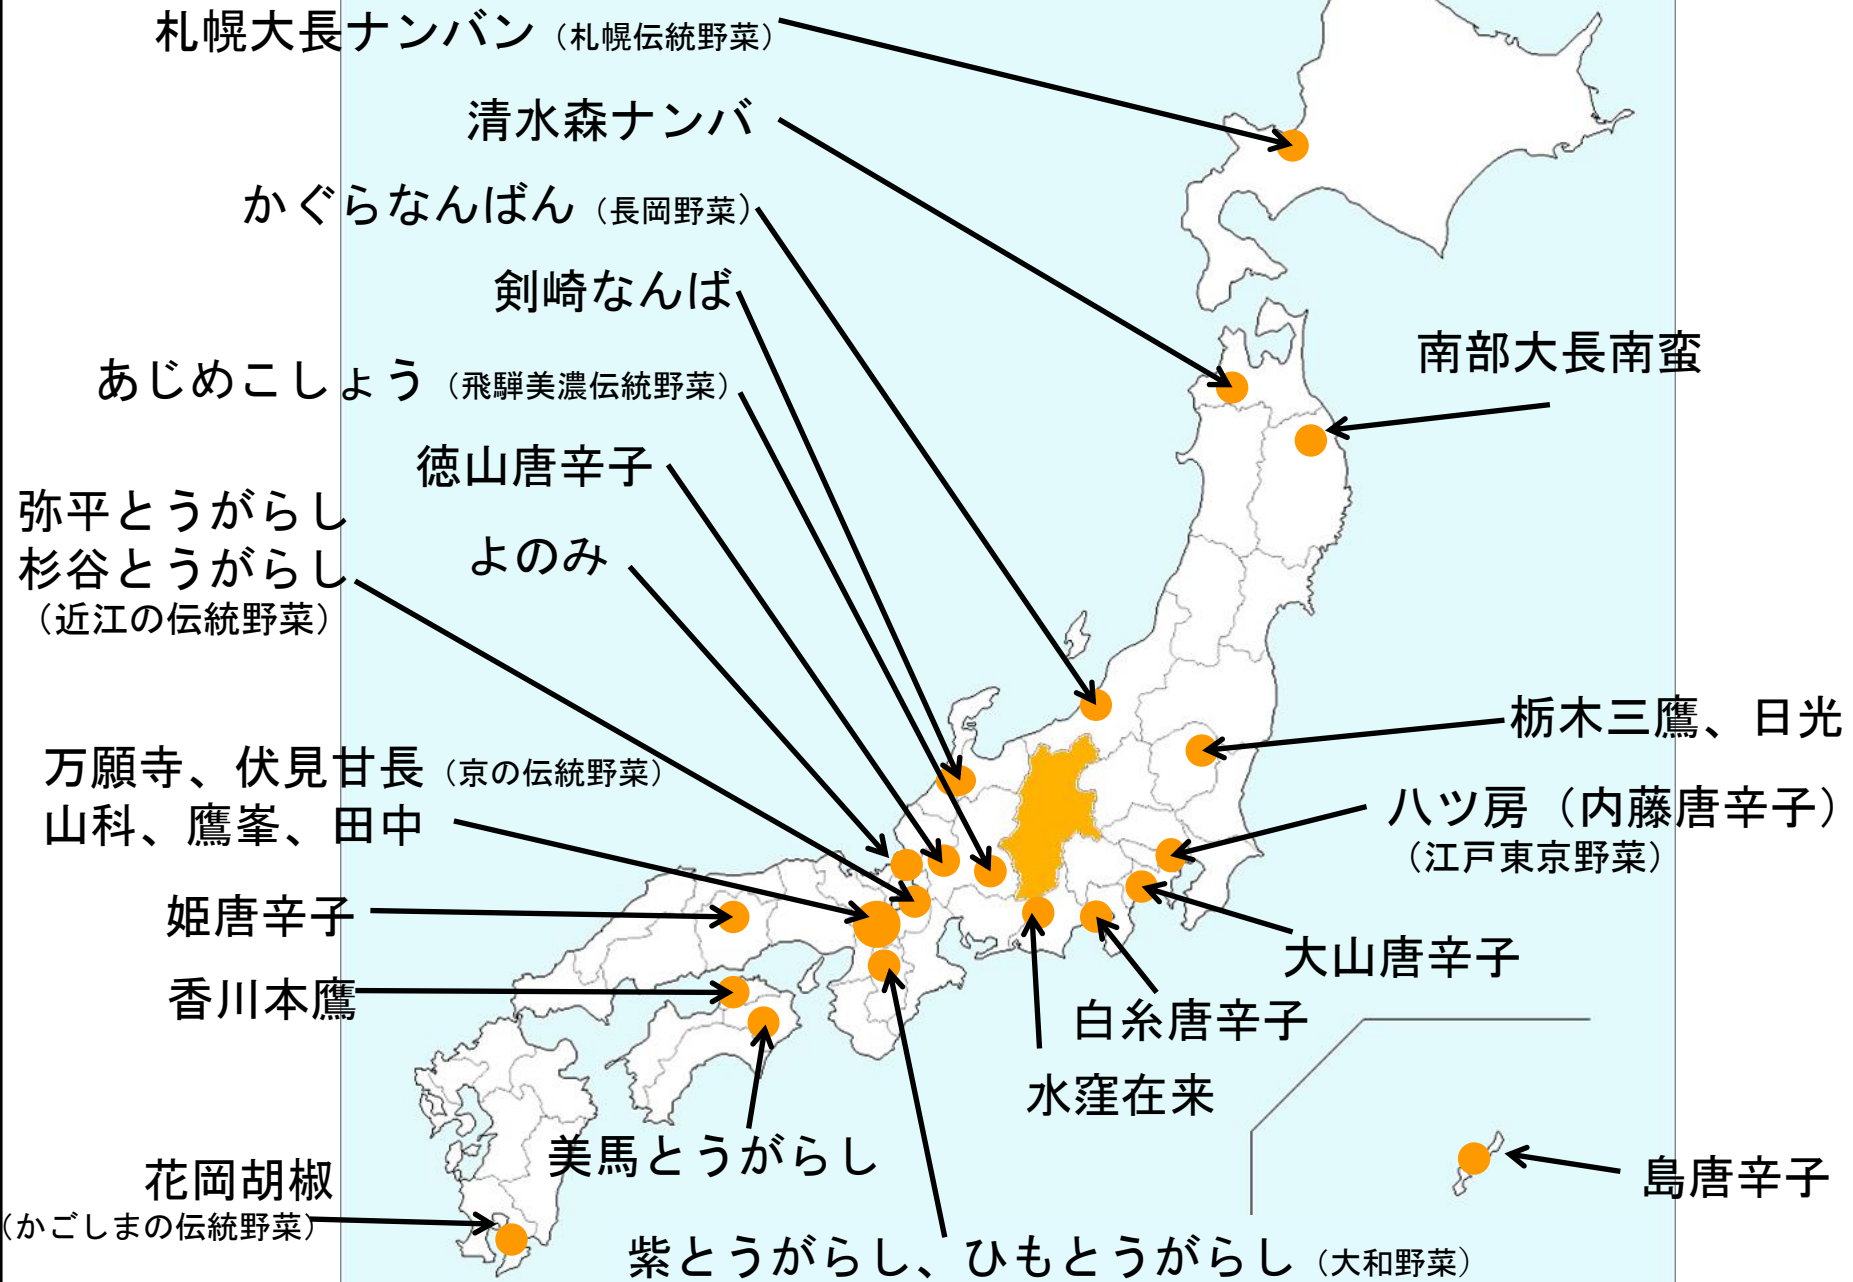 札幌大長ナンバン（札幌伝統野菜）
清水森ナンバ
かぐらなんばん（長岡野菜）
剣崎なんば
南部大長南蛮
あじめこしょう（飛騨美濃伝統野菜）
徳山唐辛子
弥平とうがらし
杉谷とうがらし
（近江の伝統野菜）
よのみ
栃木三鷹、日光
万願寺、伏見甘長（京の伝統野菜）
山科、鷹峯、田中
八ツ房（内藤唐辛子）
（江戸東京野菜）
姫唐辛子
大山唐辛子
香川本鷹
白糸唐辛子
水窪在来
美馬とうがらし
花岡胡椒
（かごしまの伝統野菜）
島唐辛子
紫とうがらし、ひもとうがらし（大和野菜）